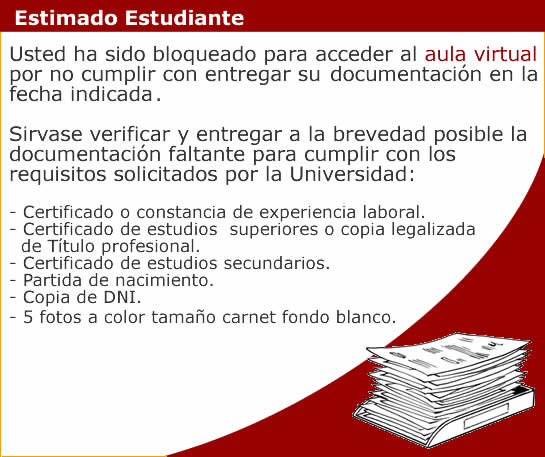 Estimado Estudiante
Usted ha sido bloqueado para acceder al aula virtual
por no cumplir con entregar su documentación en la
fecha indicada.
Sirvase verificar y entregar a la brevedad posible la
documentación faltante para cumplir con los
requisitos solicitados por la Universidad:
- Certificado o constancia de experiencia laboral.
- Certificado de estudios superiores o copia legalizada
de Título profesional.
- Certificado de estudios secundarios.
- Partida de nacimiento.
- Copia de DNI.
- 5 fotos a color tamaño carnet fondo blanco.